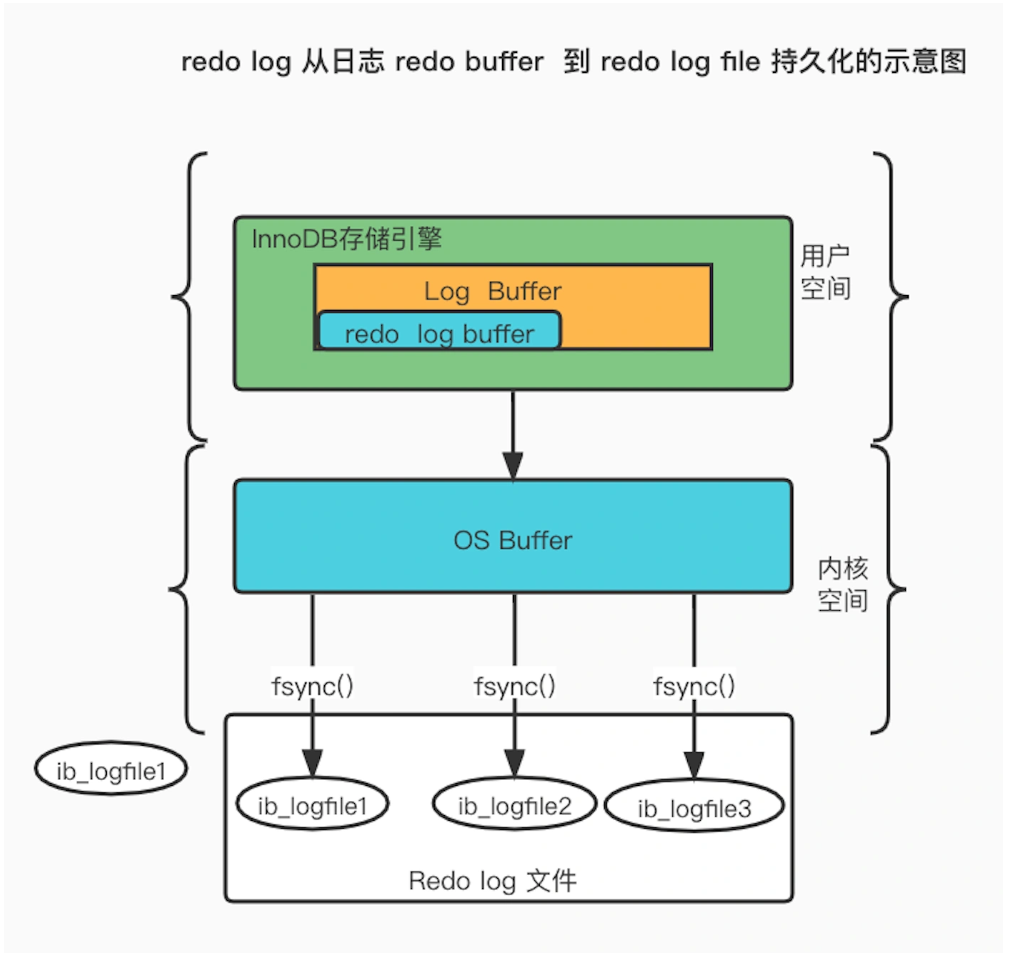 redo log 从日志 redo buffer 到 redo log file 持久化的示意图
InnoDB存储引擎
用户
空间
Log Buffer
redo log buffer
OS Buffer
内核
空间
fsync() fsync() fsync()
ib_logfile1
ib_logfile1 ib_logfile2 ib_logfile3
Redo log 文件